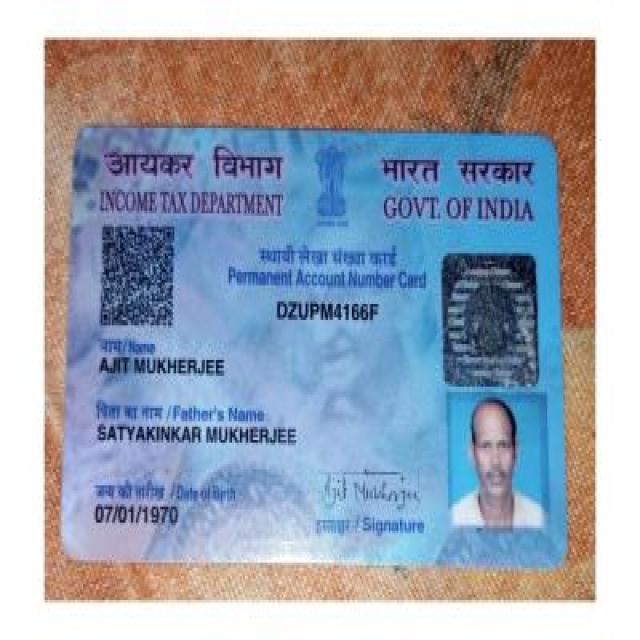 आयकर विभाग
INCOME TAX DEPARTMENT
भारत सरकार
GOVT. OF INDIA
स्थायी लेखा संख्या कार्ड
Permanent Account Number Card
DZUPM4166F
नाम / Name
AJIT MUKHERJEE
पिता का नाम / Father's Name
SATYAKINKAR MUKHERJEE
जन्म की तारीख / Date of Birth
07/01/1970
Ajit Mukherjee
हस्ताक्षर / Signature